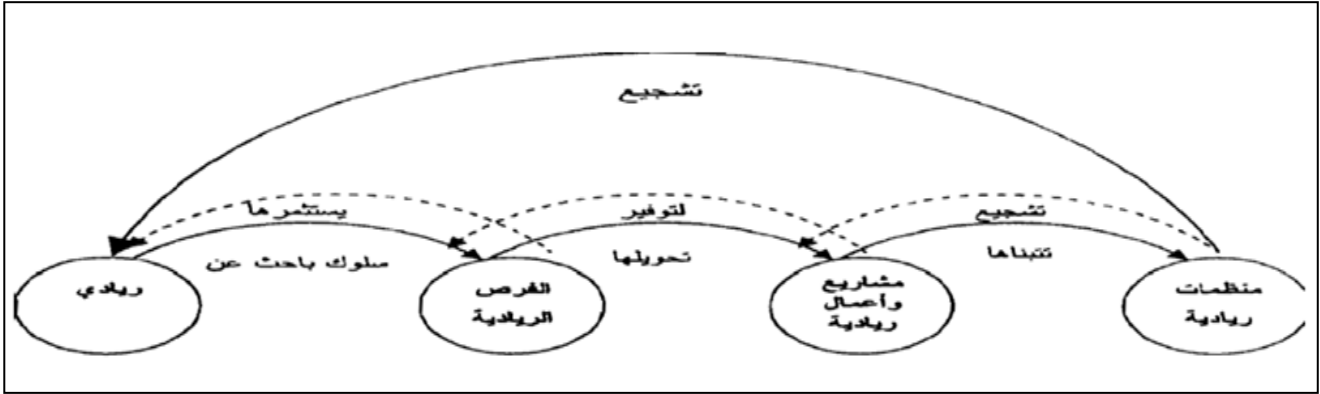 تشجيع
تشجيع
لتوفير
يستثمرها
تتبناها
تحويلها
سلوك باحث عن
ريادي
الفرص
الريادية
مشاريع
وأعمال
ريادية
منظمات
ريادية